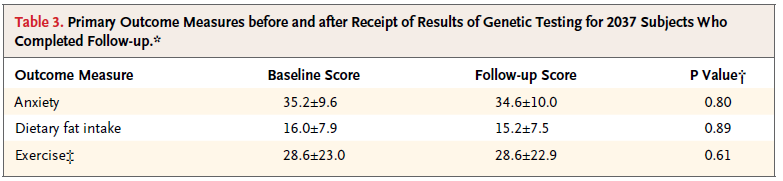 Table 3. Primary Outcome Measures before and after Receipt of Results of Genetic Testing for 2037 Subjects Who
Completed Follow-up.*
Outcome Measure Baseline Score Follow-up Score P Value†
Anxiety 35.2±9.6 34.6±10.0 0.80
Dietary fat intake 16.0±7.9 15.2±7.5 0.89
Exercise‡ 28.6±23.0 28.6±22.9 0.61